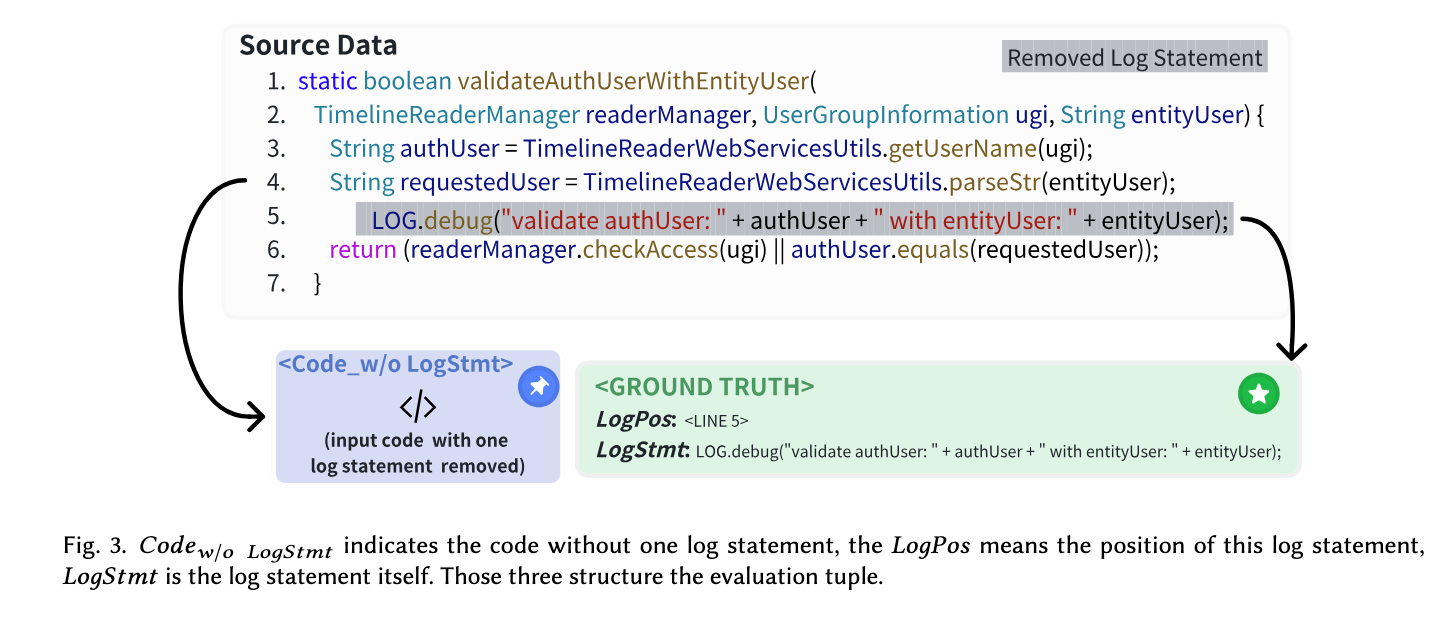 Source Data
Removed Log Statement
1. static boolean validateAuthUserWithEntityUser(
2. TimelineReaderManager readerManager, UserGroupInformation ugi, String entityUser) {
3. String authUser = TimelineReaderWebServicesUtils.getUserName(ugi);
4. String requestedUser = TimelineReaderWebServicesUtils.parseStr(entityUser);
5. LOG.debug("validate authUser: " + authUser + " with entityUser: " + entityUser);
6. return (readerManager.checkAccess(ugi) || authUser.equals(requestedUser));
7. }
<Code_w/o LogStmt>
</>
(input code with one
log statement removed)
<GROUND TRUTH>
LogPos: <LINE 5>
LogStmt: LOG.debug("validate authUser: " + authUser + " with entityUser: " + entityUser);
Fig. 3. Code_{w/o LogStmt} indicates the code without one log statement, the LogPos means the position of this log statement,
LogStmt is the log statement itself. Those three structure the evaluation tuple.